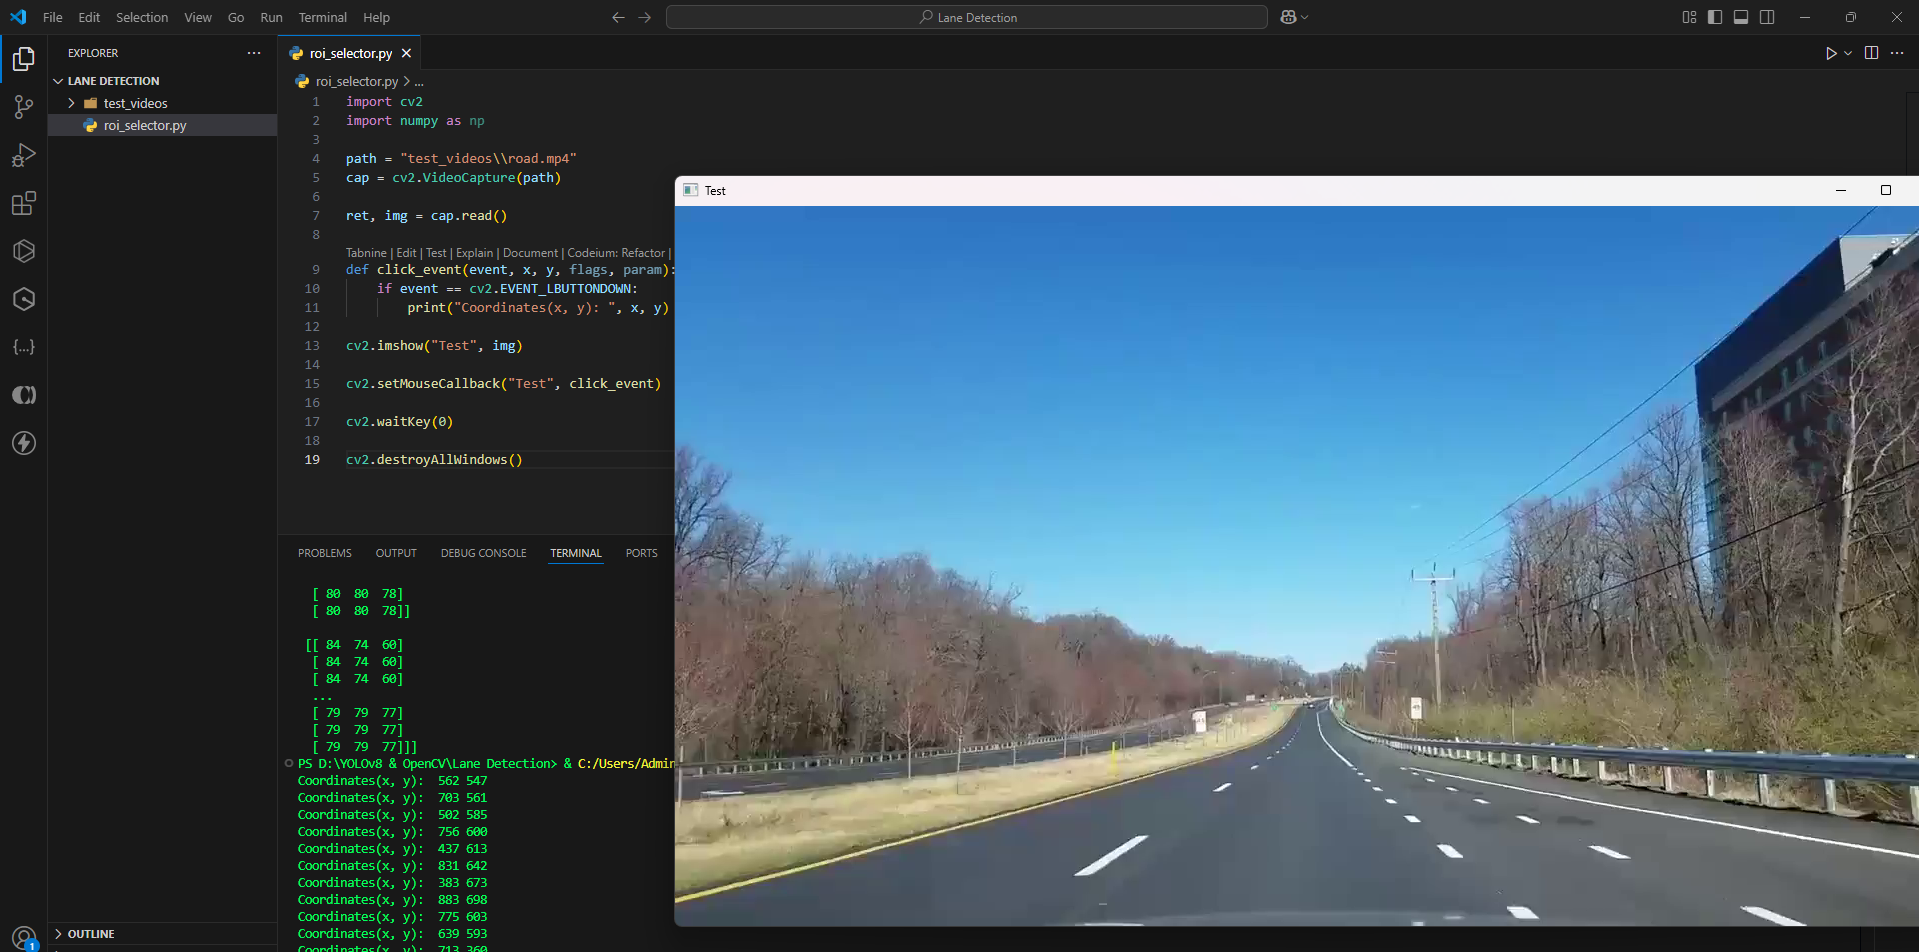 File Edit Selection View Go Run Terminal Help
Lane Detection
EXPLORER
LANE DETECTION
test_videos
roi_selector.py
OUTLINE
1
roi_selector.py
roi_selector.py > ...
1 import cv2
2 import numpy as np
3
4 path = "test_videos\\road.mp4"
5 cap = cv2.VideoCapture(path)
6
7 ret, img = cap.read()
8
Tabnine | Edit | Test | Explain | Document | Codeium: Refactor |
9 def click_event(event, x, y, flags, param):
10 if event == cv2.EVENT_LBUTTONDOWN:
11 print("Coordinates(x, y): ", x, y)
12
13 cv2.imshow("Test", img)
14
15 cv2.setMouseCallback("Test", click_event)
16
17 cv2.waitKey(0)
18
19 cv2.destroyAllWindows()
PROBLEMS OUTPUT DEBUG CONSOLE TERMINAL PORTS
[ 80 80 78]
[ 80 80 78]]
[[ 84 74 60]
[ 84 74 60]
[ 84 74 60]
...
[ 79 79 77]
[ 79 79 77]
[ 79 79 77]]]
PS D:\YOLOv8 & OpenCV\Lane Detection> & C:/Users/Admin
Coordinates(x, y): 562 547
Coordinates(x, y): 703 561
Coordinates(x, y): 502 585
Coordinates(x, y): 756 600
Coordinates(x, y): 437 613
Coordinates(x, y): 831 642
Coordinates(x, y): 383 673
Coordinates(x, y): 883 698
Coordinates(x, y): 775 603
Coordinates(x, y): 639 593
Coordinates(x, y): 713 360
Test